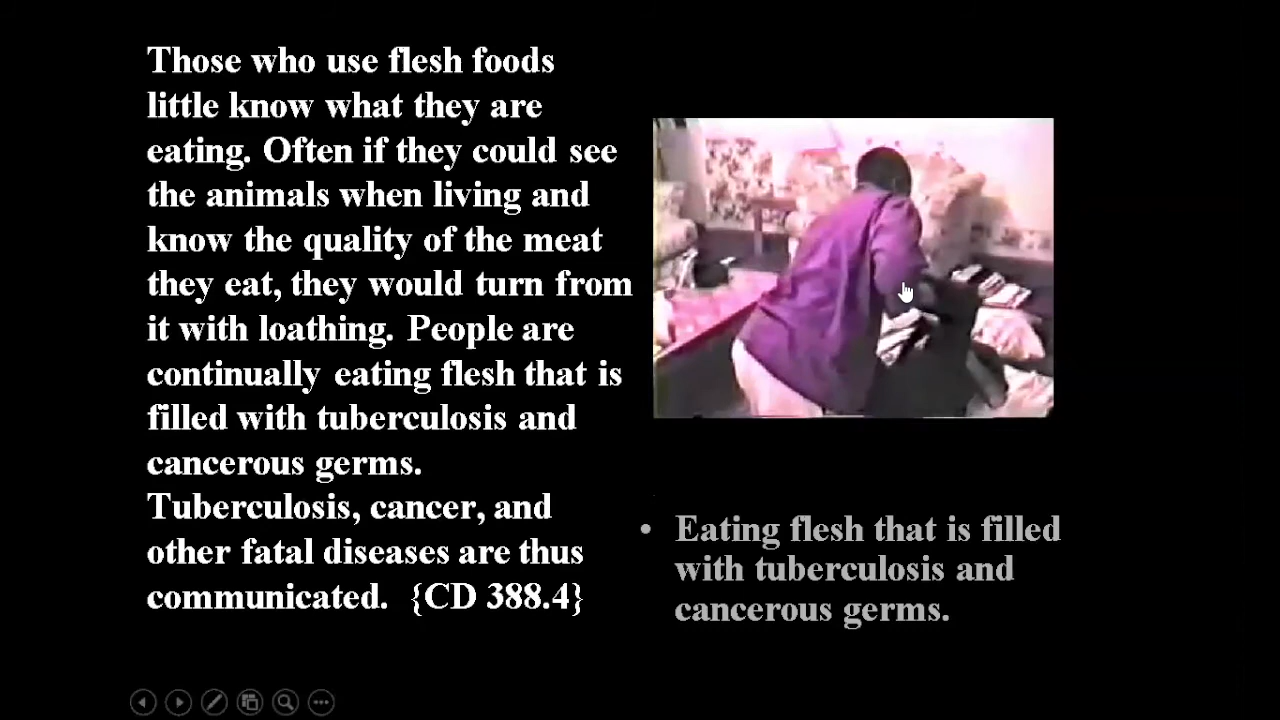 Those who use flesh foods
little know what they are
eating. Often if they could see
the animals when living and
know the quality of the meat
they eat, they would turn from
it with loathing. People are
continually eating flesh that is
filled with tuberculosis and
cancerous germs.
Tuberculosis, cancer, and
other fatal diseases are thus
communicated. {CD 388.4}
• Eating flesh that is filled
with tuberculosis and
cancerous germs.